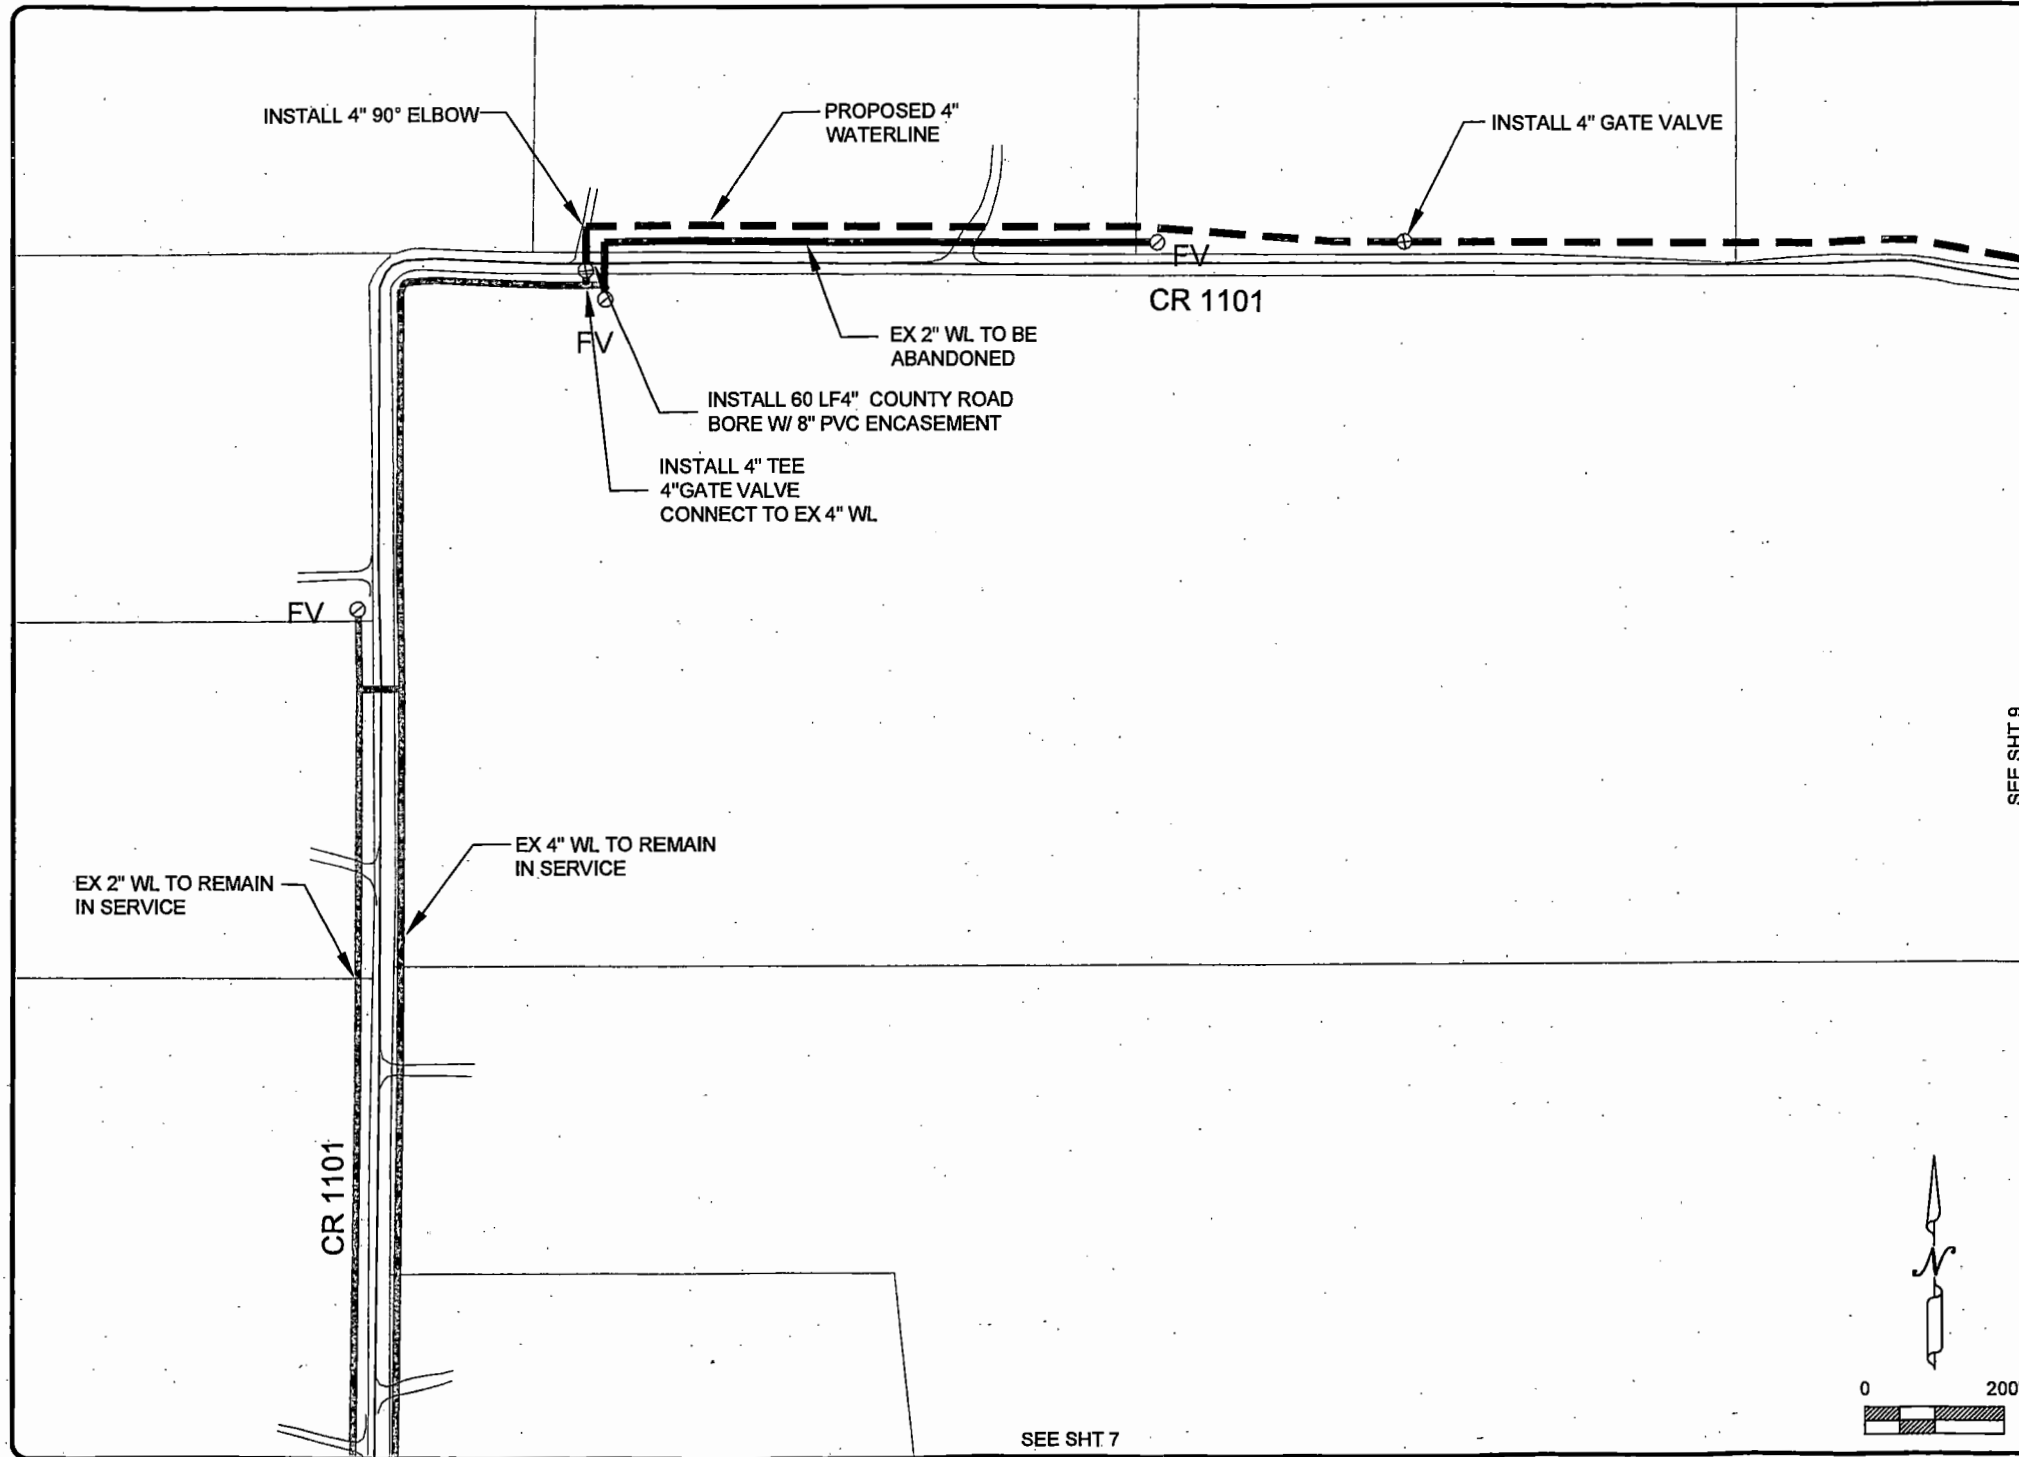 INSTALL 4" 90° ELBOW
PROPOSED 4"
WATERLINE
INSTALL 4" GATE VALVE
FV
CR 1101
FV
EX 2" WL TO BE
ABANDONED
INSTALL 60 LF4" COUNTY ROAD
BORE W/ 8" PVC ENCASEMENT
INSTALL 4" TEE
4"GATE VALVE
CONNECT TO EX 4" WL
FV
SEE SHT 9
EX 4" WL TO REMAIN
IN SERVICE
EX 2" WL TO REMAIN
IN SERVICE
CR 1101
N
0 200'
SEE SHT 7